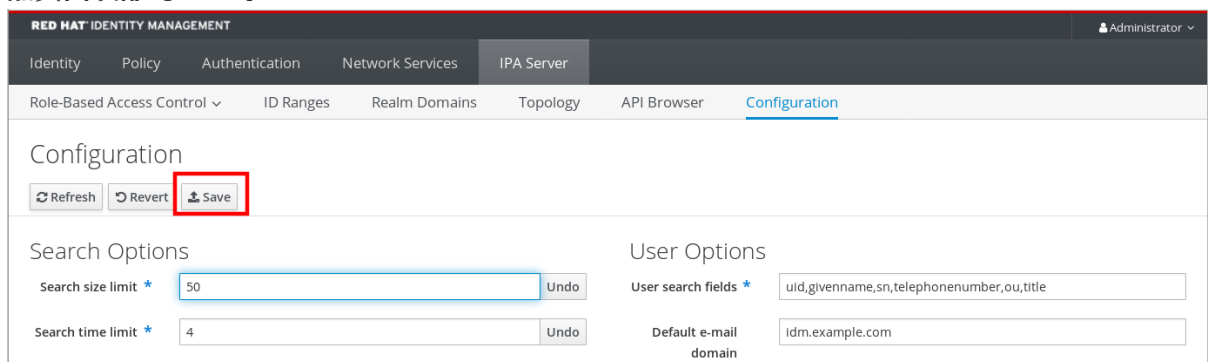 RED HAT® IDENTITY MANAGEMENT
Administrator
Identity Policy Authentication Network Services IPA Server
Role-Based Access Control ID Ranges Realm Domains Topology API Browser Configuration
Configuration
Refresh Revert Save
Search Options
Search size limit * 50 Undo
Search time limit * 4 Undo
User Options
User search fields * uid,givenname,sn,telephonenumber,ou,title
Default e-mail domain idm.example.com